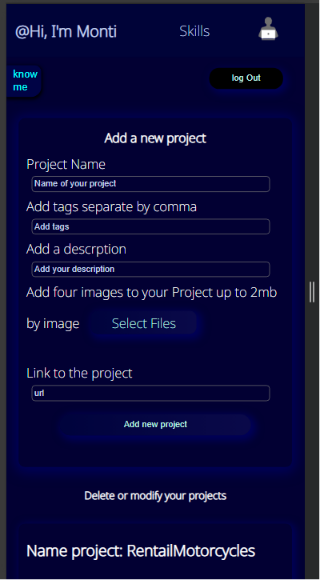 @Hi, I'm Monti
Skills
know
me
log Out
Add a new project
Project Name
Name of your project
Add tags separate by comma
Add tags
Add a descrption
Add your descrition
Add four images to your Project up to 2mb
by image
Select Files
Link to the project
url
Add new project
Delete or modify your projects
Name project: RentailMotorcycles